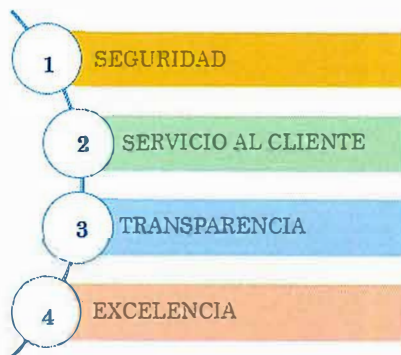 1 SEGURIDAD
2 SERVICIO AL CLIENTE
3 TRANSPARENCIA
4 EXCELENCIA